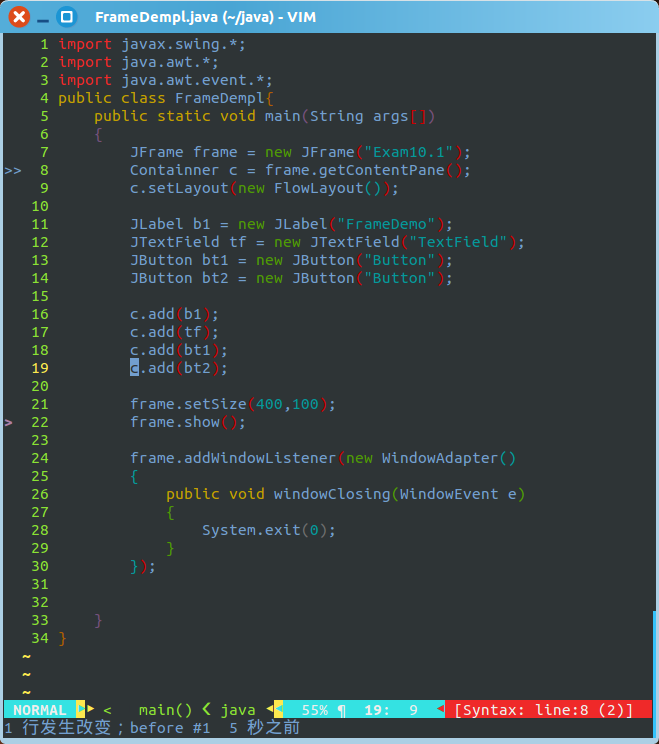 FrameDempl.java (~/java) - VIM
1 import javax.swing.*;
2 import java.awt.*;
3 import java.awt.event.*;
4 public class FrameDempl{
5     public static void main(String args[])
6     {
7         JFrame frame = new JFrame("Exam10.1");
>> 8         Containner c = frame.getContentPane();
9         c.setLayout(new FlowLayout());
10
11         JLabel b1 = new JLabel("FrameDemo");
12         JTextField tf = new JTextField("TextField");
13         JButton bt1 = new JButton("Button");
14         JButton bt2 = new JButton("Button");
15
16         c.add(b1);
17         c.add(tf);
18         c.add(bt1);
19         c.add(bt2);
20
21         frame.setSize(400,100);
> 22         frame.show();
23
24         frame.addWindowListener(new WindowAdapter()
25         {
26             public void windowClosing(WindowEvent e)
27             {
28                 System.exit(0);
29             }
30         });
31
32
33     }
34 }
~
~
~
NORMAL < main() < java 55% ¶ 19: 9 [Syntax: line:8 (2)]
1 行发生改变；before #1  5 秒之前